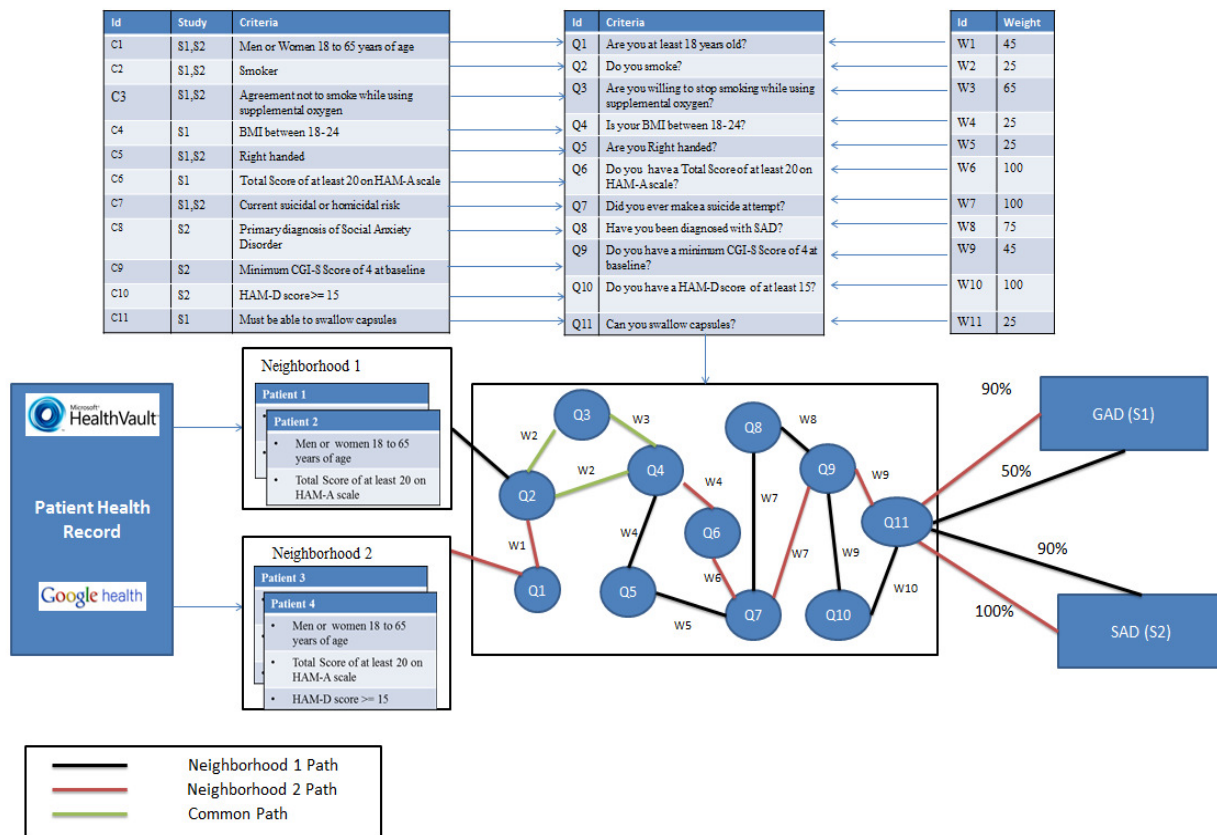 Id Study Criteria
C1 S1,S2 Men or Women 18 to 65 years of age
C2 S1,S2 Smoker
C3 S1,S2 Agreement not to smoke while using
supplemental oxygen
C4 S1 BMI between 18-24
C5 S1,S2 Right handed
C6 S1 Total Score of at least 20 on HAM-A scale
C7 S1,S2 Current suicidal or homicidal risk
C8 S2 Primary diagnosis of Social Anxiety
Disorder
C9 S2 Minimum CGI-S Score of 4 at baseline
C10 S2 HAM-D score>= 15
C11 S1 Must be able to swallow capsules
Id Criteria
Q1 Are you at least 18 years old?
Q2 Do you smoke?
Q3 Are you willing to stop smoking while using
supplemental oxygen?
Q4 Is your BMI between 18-24?
Q5 Are you Right handed?
Q6 Do you have a Total Score of at least 20 on
HAM-A scale?
Q7 Did you ever make a suicide attempt?
Q8 Have you been diagnosed with SAD?
Q9 Do you have a minimum CGI-S Score of 4 at
baseline?
Q10 Do you have a HAM-D score of at least 15?
Q11 Can you swallow capsules?
Id Weight
W1 45
W2 25
W3 65
W4 25
W5 25
W6 100
W7 100
W8 75
W9 45
W10 100
W11 25
Microsoft
HealthVault
Patient Health
Record
Google health
Neighborhood 1
Patient 1
Patient 2
• Men or women 18 to 65
years of age
• Total Score of at least 20 on
HAM-A scale
Neighborhood 2
Patient 3
Patient 4
• Men or women 18 to 65
years of age
• Total Score of at least 20 on
HAM-A scale
• HAM-D score >= 15
Q3
W3
W2
Q4
W2
Q2
W1
Q1
W4
W4
Q6
Q5
W6
W5
Q7
Q8
W8
W7
Q9
W9
W7
W9
Q11
Q10
W10
90%
GAD (S1)
50%
90%
SAD (S2)
100%
Neighborhood 1 Path
Neighborhood 2 Path
Common Path